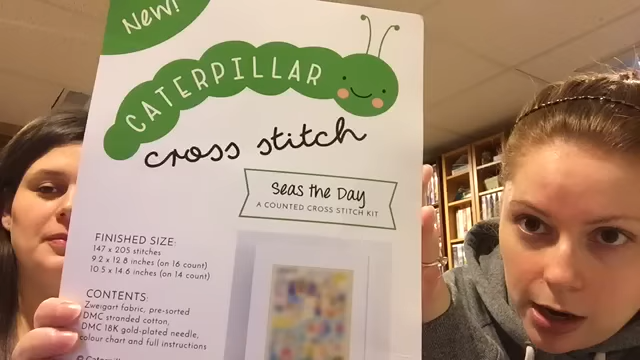 NEW!
CATERPILLAR
cross stitch
Seas the Day
A COUNTED CROSS STITCH KIT
FINISHED SIZE:
147 x 205 stitches
9.2 x 12.8 inches (on 16 count)
10.5 x 14.6 inches (on 14 count)
CONTENTS:
Zweigart fabric, pre-sorted
DMC stranded cotton,
DMC 18K gold-plated needle,
colour chart and full instructions